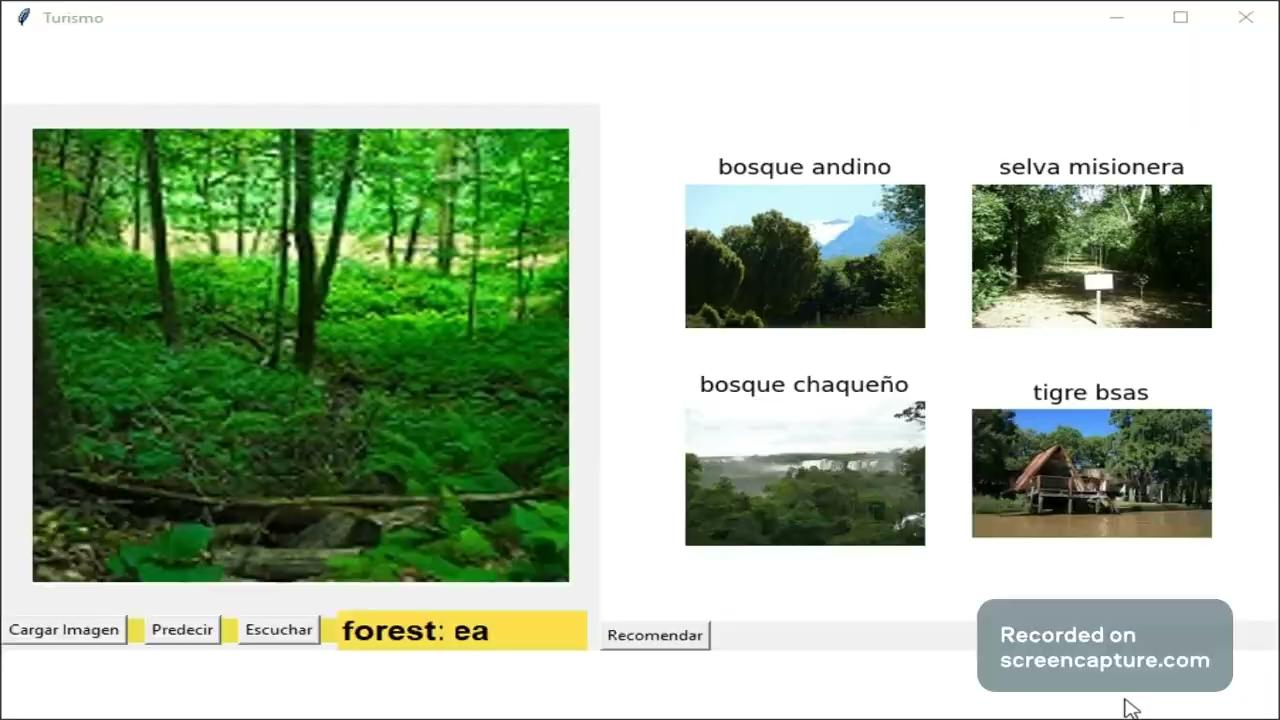 Turismo
bosque andino
selva misionera
bosque chaqueño
tigre bsas
Cargar Imagen
Predecir
Escuchar
forest: ea
Recomendar
Recorded on
screencapture.com